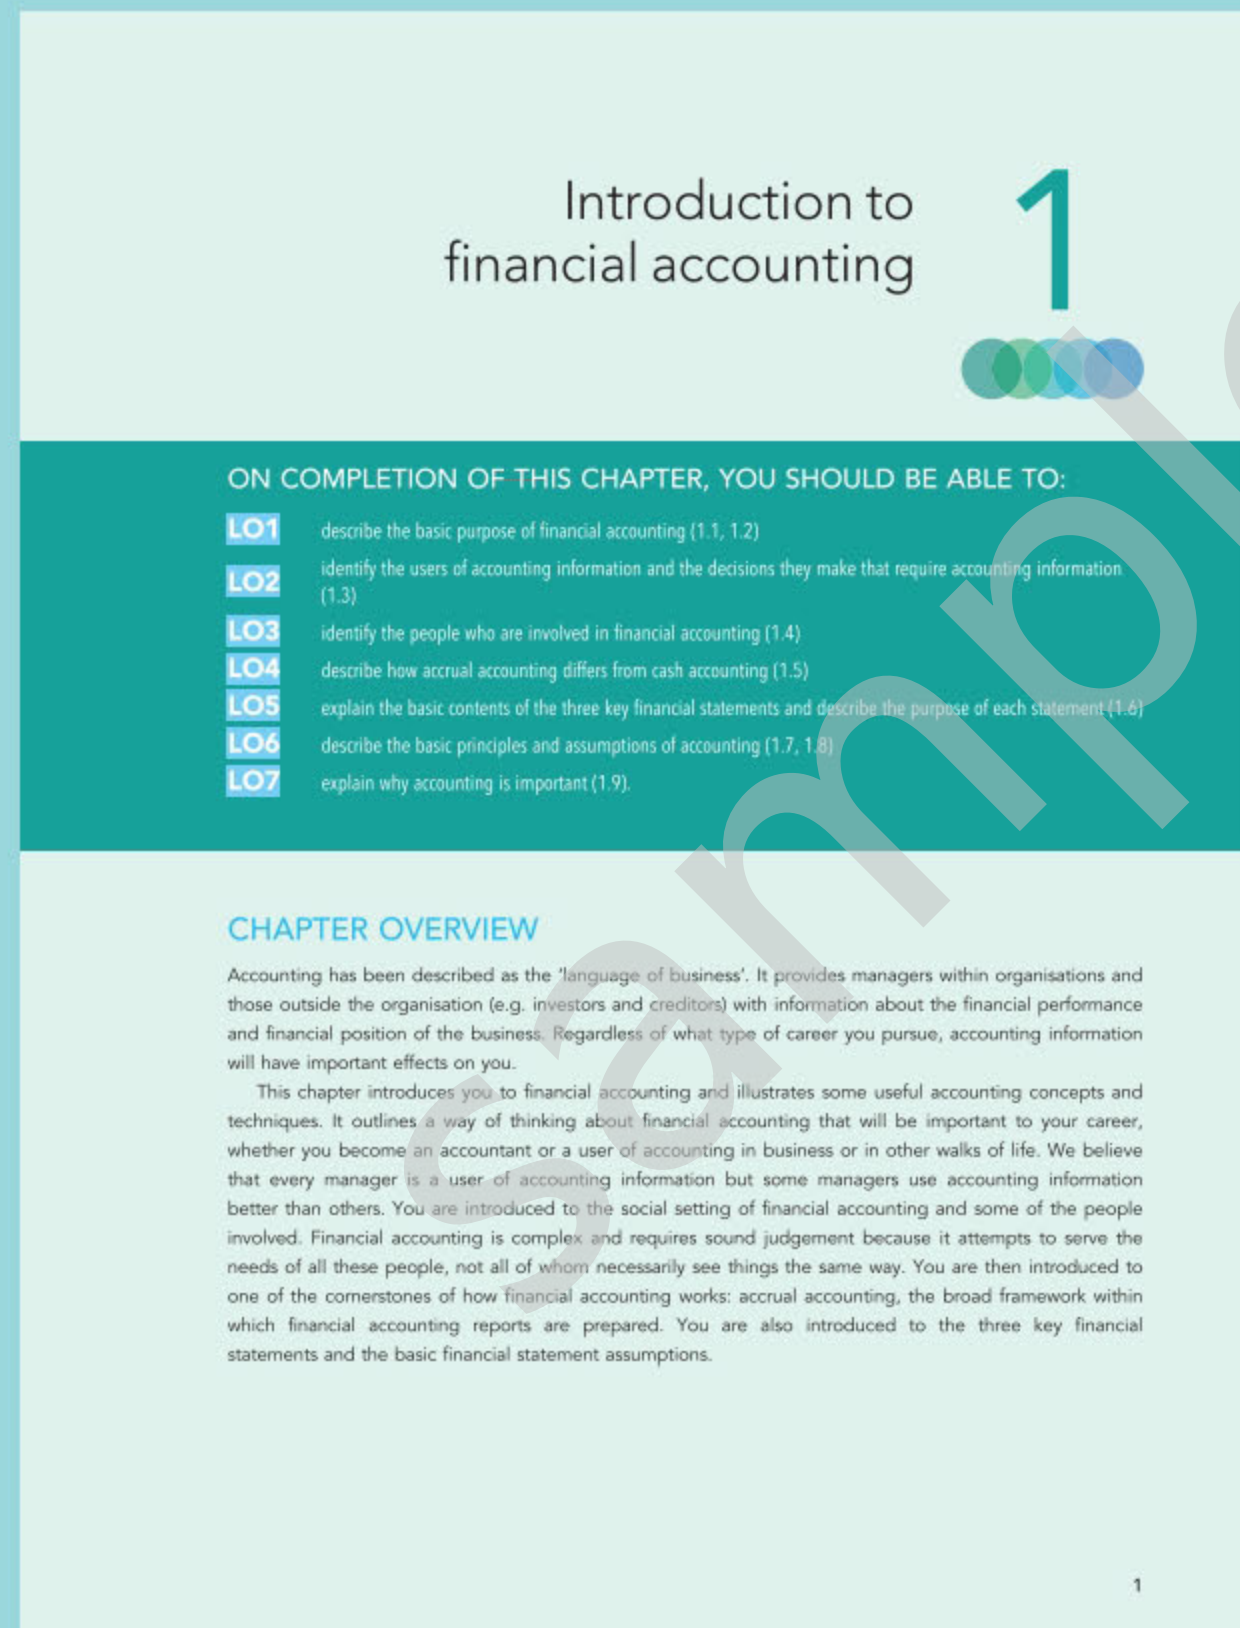 Introduction to
financial accounting
1
ON COMPLETION OF THIS CHAPTER, YOU SHOULD BE ABLE TO:
LO1 describe the basic purpose of financial accounting (1.1, 1.2)
LO2 identify the users of accounting information and the decisions they make that require accounting information
(1.3)
LO3 identify the people who are involved in financial accounting (1.4)
LO4 describe how accrual accounting differs from cash accounting (1.5)
LO5 explain the basic contents of the three key financial statements and describe the purpose of each statement (1.6)
LO6 describe the basic principles and assumptions of accounting (1.7, 1.8)
LO7 explain why accounting is important (1.9).
CHAPTER OVERVIEW
Accounting has been described as the 'language of business'. It provides managers within organisations and
those outside the organisation (e.g. investors and creditors) with information about the financial performance
and financial position of the business. Regardless of what type of career you pursue, accounting information
will have important effects on you.
This chapter introduces you to financial accounting and illustrates some useful accounting concepts and
techniques. It outlines a way of thinking about financial accounting that will be important to your career,
whether you become an accountant or a user of accounting in business or in other walks of life. We believe
that every manager is a user of accounting information but some managers use accounting information
better than others. You are introduced to the social setting of financial accounting and some of the people
involved. Financial accounting is complex and requires sound judgement because it attempts to serve the
needs of all these people, not all of whom necessarily see things the same way. You are then introduced to
one of the cornerstones of how financial accounting works: accrual accounting, the broad framework within
which financial accounting reports are prepared. You are also introduced to the three key financial
statements and the basic financial statement assumptions.
1
sample